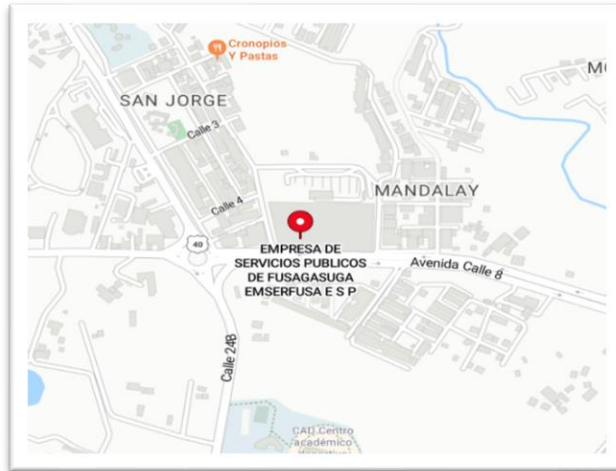 Cronopios
Y Pastas
SAN JORGE
Calle 3
MANDALAY
Calle 4
40
EMPRESA DE
SERVICIOS PUBLICOS
DE FUSAGASUGA
EMSERFUSA E S P
Avenida Calle 8
Calle 24B
CAD Centro
académico